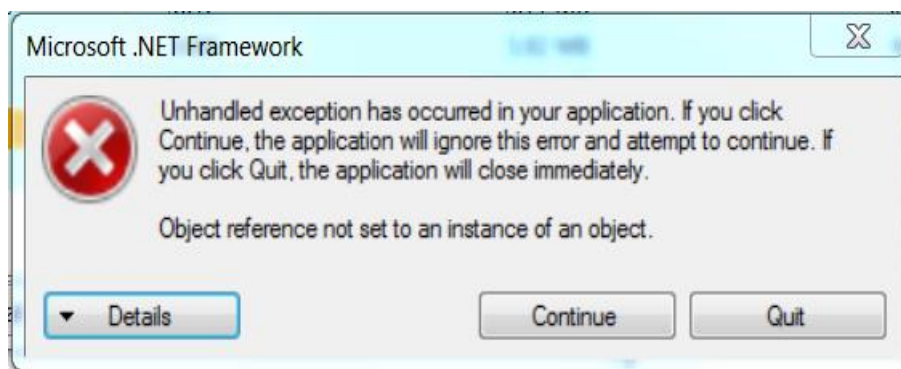 Microsoft .NET Framework
Unhandled exception has occurred in your application. If you click
Continue, the application will ignore this error and attempt to continue. If
you click Quit, the application will close immediately.
Object reference not set to an instance of an object.
Details
Continue
Quit